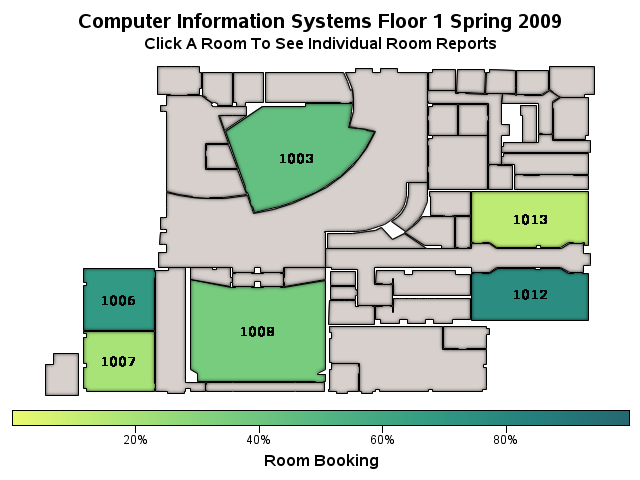 Computer Information Systems Floor 1 Spring 2009
Click A Room To See Individual Room Reports
1003
1013
1006
1012
1008
1007
20% 40% 60% 80%
Room Booking